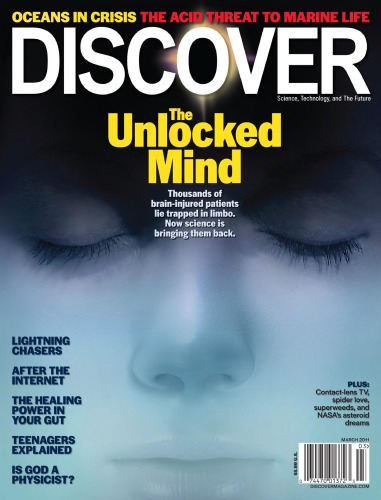 OCEANS IN CRISIS THE ACID THREAT TO MARINE LIFE
DISCOVER
Science, Technology, and The Future
The
Unlocked
Mind
Thousands of
brain-injured patients
lie trapped in limbo.
Now science is
bringing them back.
LIGHTNING
CHASERS
AFTER THE
INTERNET
THE HEALING
POWER IN
YOUR GUT
TEENAGERS
EXPLAINED
IS GOD A
PHYSICIST?
PLUS:
Contact-lens TV,
spider love,
superweeds, and
NASA's asteroid
dreams
MARCH 2011
$5.99 U.S.
03>
DISCOVERMAGAZINE.COM